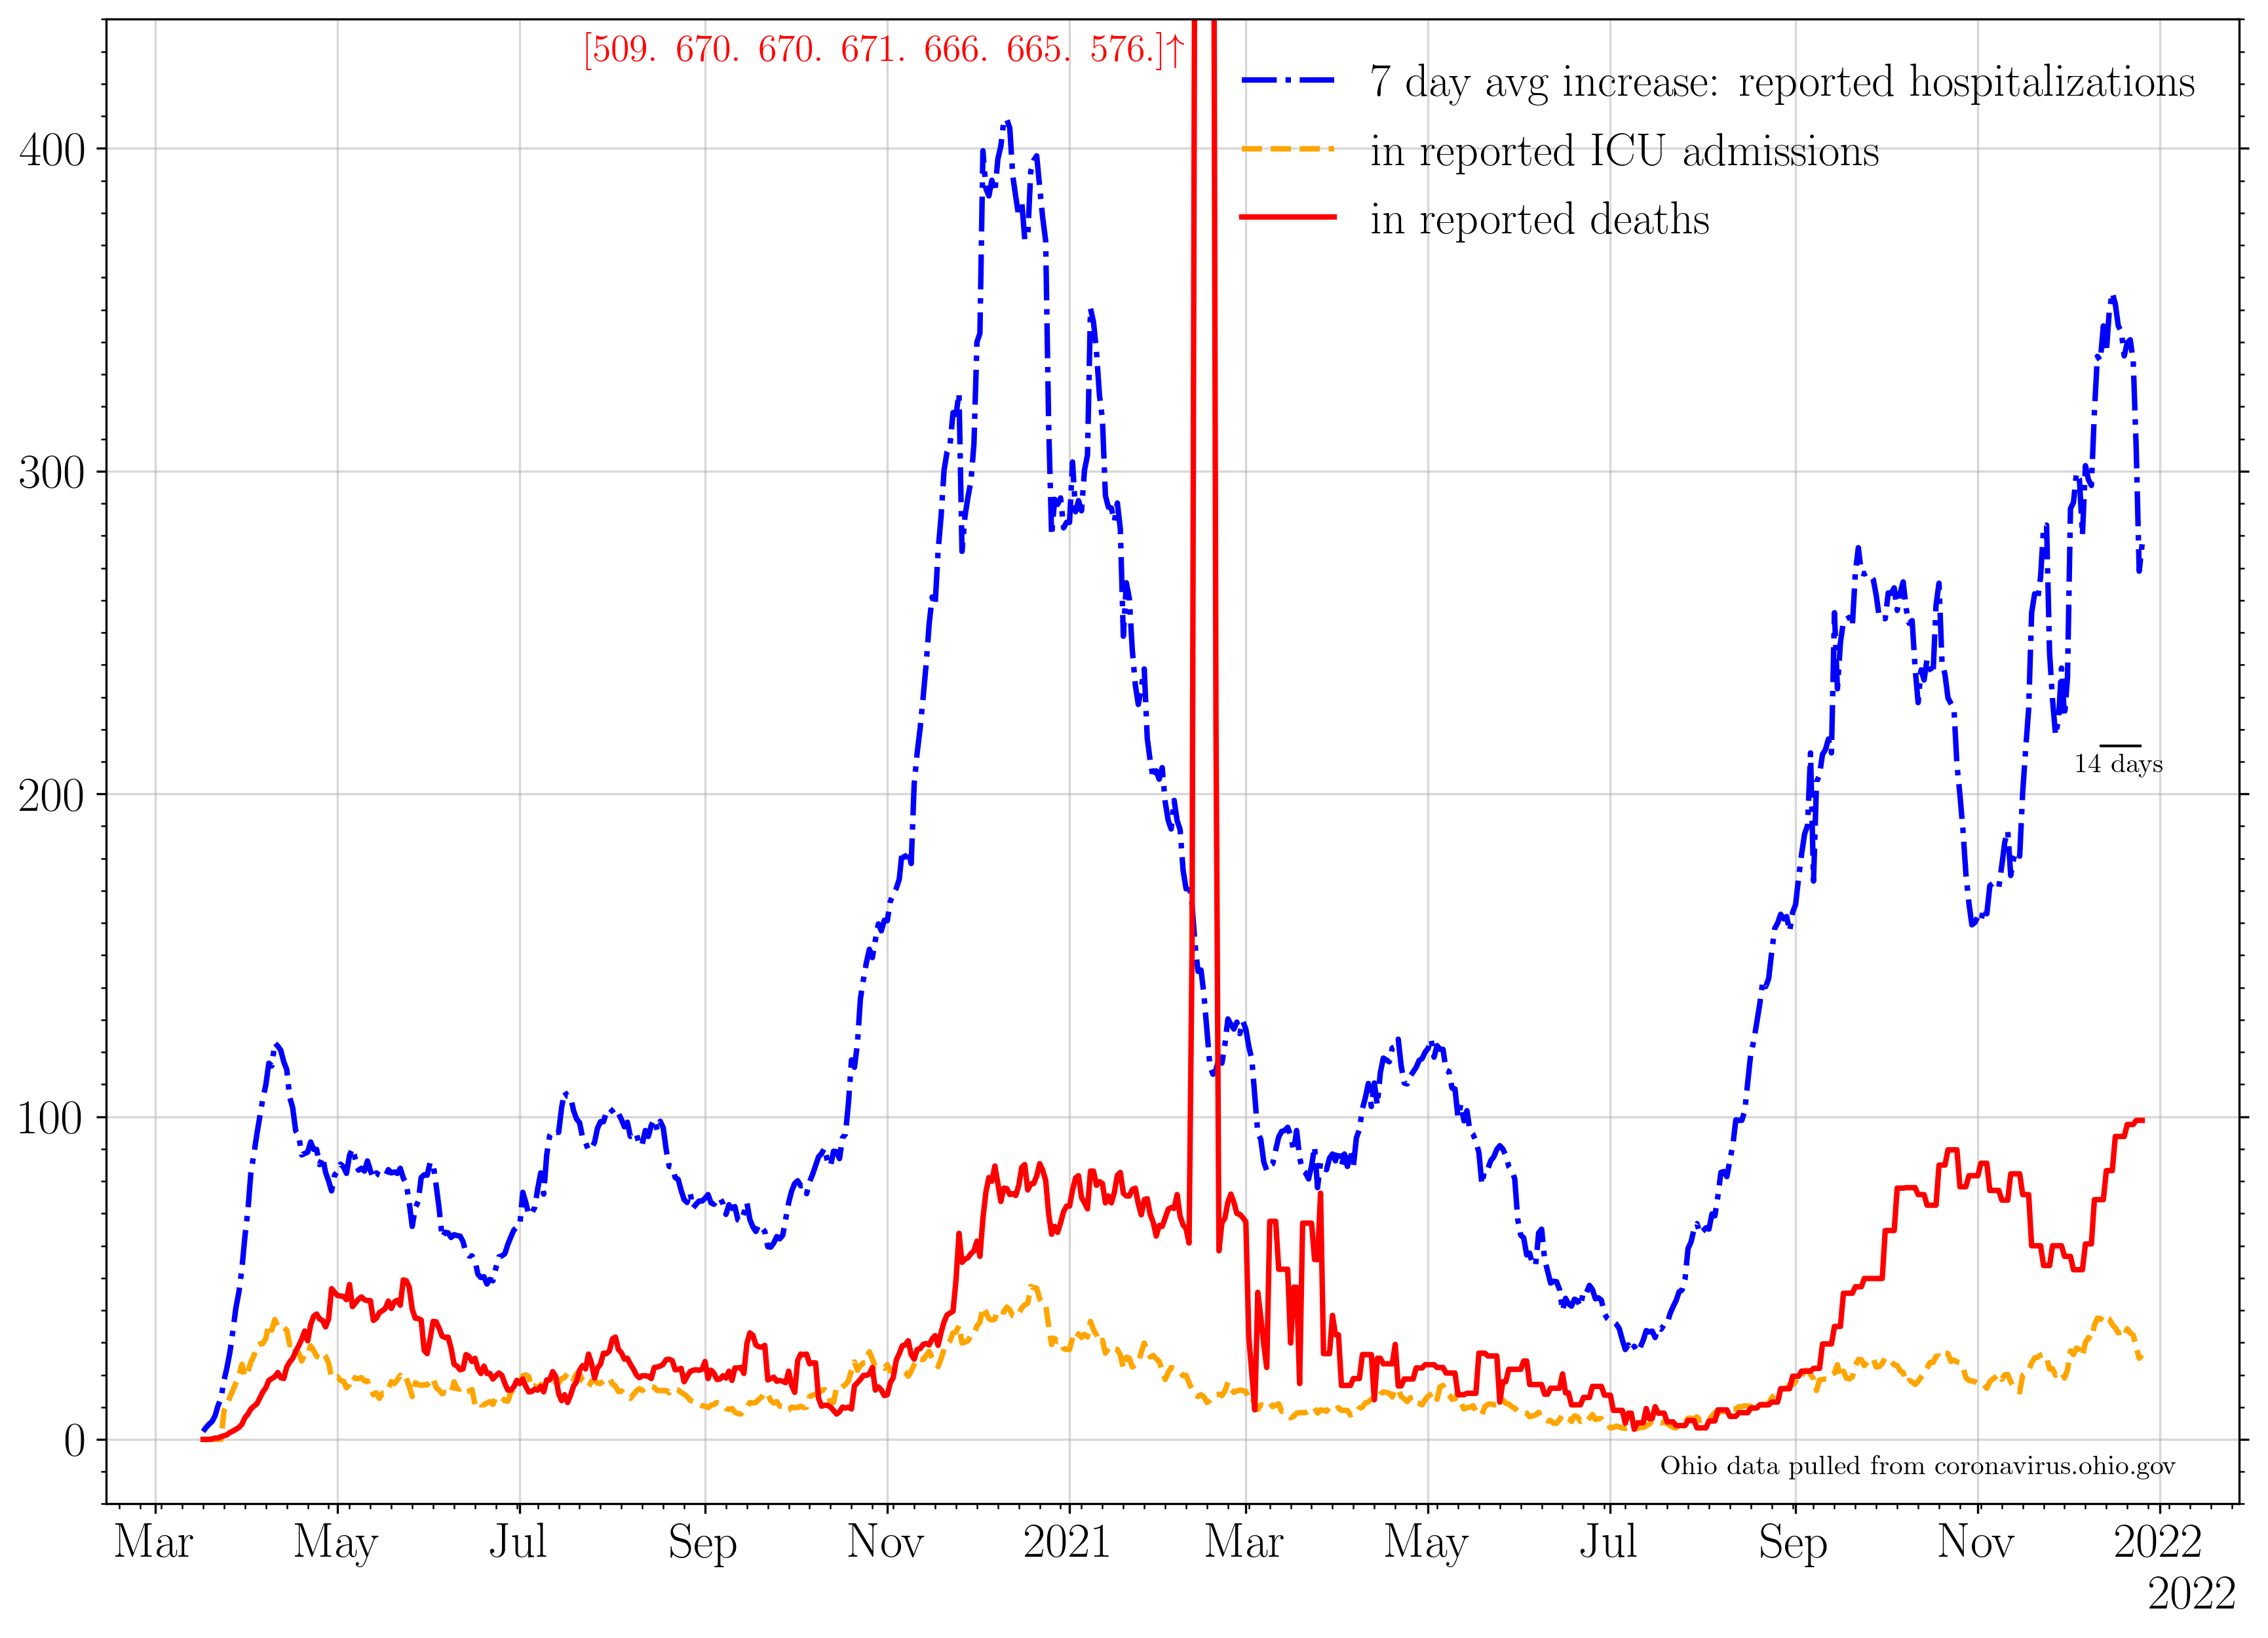 [509. 670. 670. 671. 666. 665. 576.]↑
7 day avg increase: reported hospitalizations
in reported ICU admissions
in reported deaths
400
300
200
100
0
14 days
Ohio data pulled from coronavirus.ohio.gov
Mar May Jul Sep Nov 2021 Mar May Jul Sep Nov 2022
2022